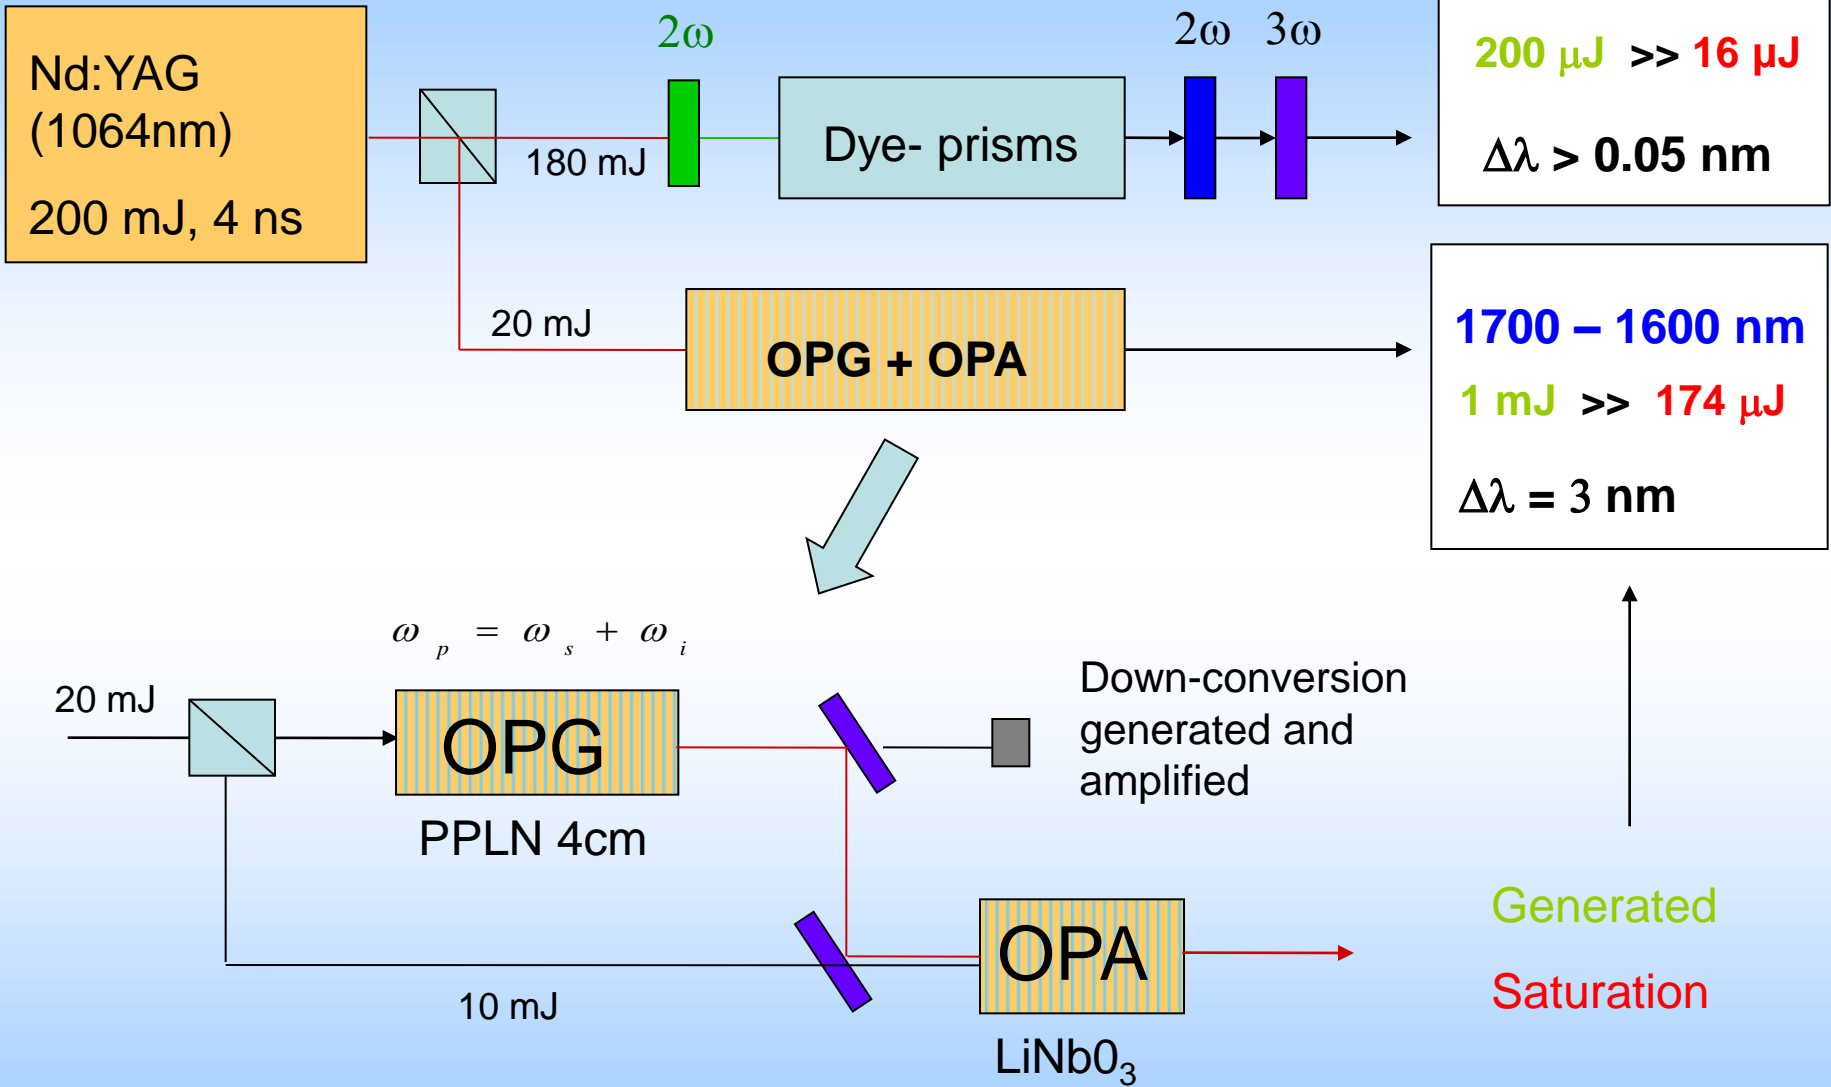 Nd:YAG
(1064nm)
200 mJ, 4 ns
2ω
180 mJ
Dye- prisms
2ω
3ω
200 μJ >> 16 μJ
Δλ > 0.05 nm
20 mJ
OPG + OPA
1700 – 1600 nm
1 mJ >> 174 μJ
Δλ = 3 nm
ω p = ω s + ω i
20 mJ
OPG
PPLN 4cm
Down-conversion
generated and
amplified
10 mJ
OPA
LiNb0₃
Generated
Saturation